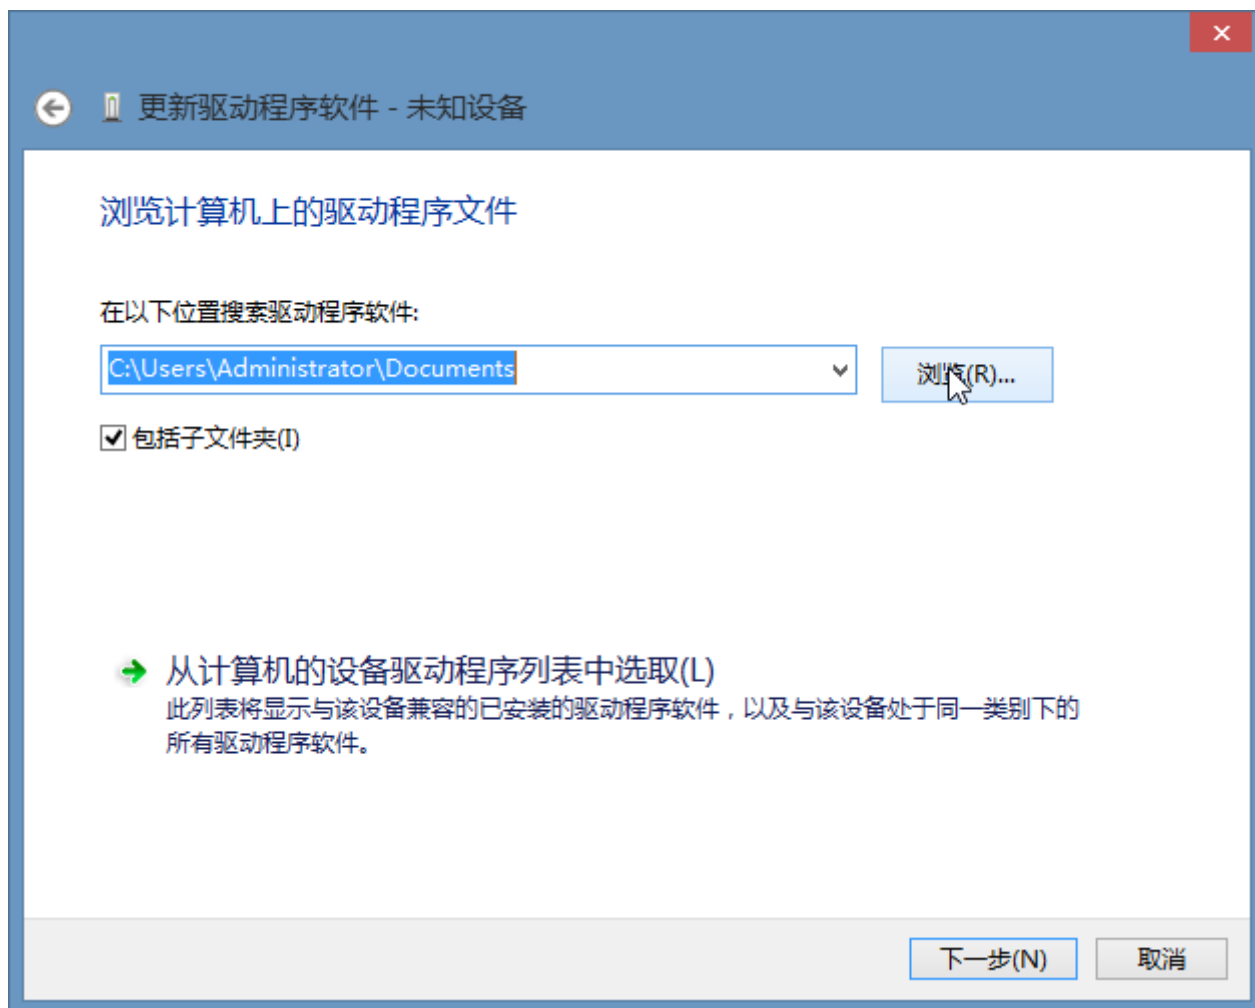 更新驱动程序软件 - 未知设备
浏览计算机上的驱动程序文件
在以下位置搜索驱动程序软件:
C:\Users\Administrator\Documents
浏览(R)...
包括子文件夹(I)
从计算机的设备驱动程序列表中选取(L)
此列表将显示与该设备兼容的已安装的驱动程序软件，以及与该设备处于同一类别下的
所有驱动程序软件。
下一步(N)
取消